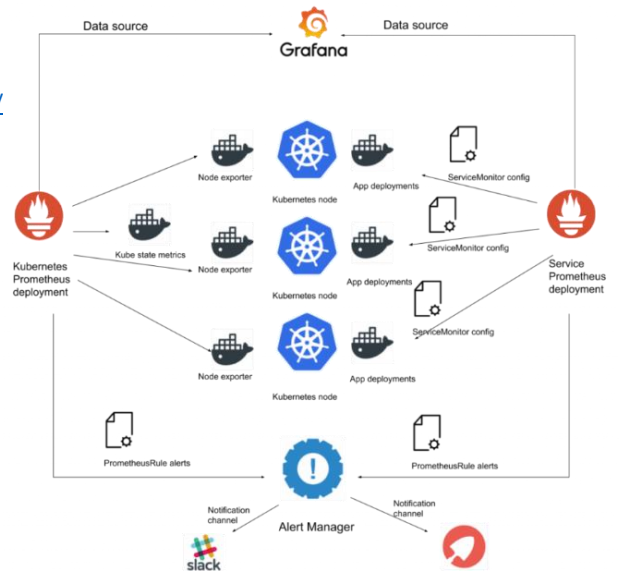 Data source
Data source
Grafana
y
Node exporter
Kubernetes node
App deployments
ServiceMonitor config
Kube state metrics
Node exporter
Kubernetes node
App deployments
ServiceMonitor config
Kubernetes
Prometheus
deployment
Service
Prometheus
deployment
Node exporter
Kubernetes node
App deployments
ServiceMonitor config
PrometheusRule alerts
PrometheusRule alerts
Alert Manager
Notification
channel
Notification
channel
slack